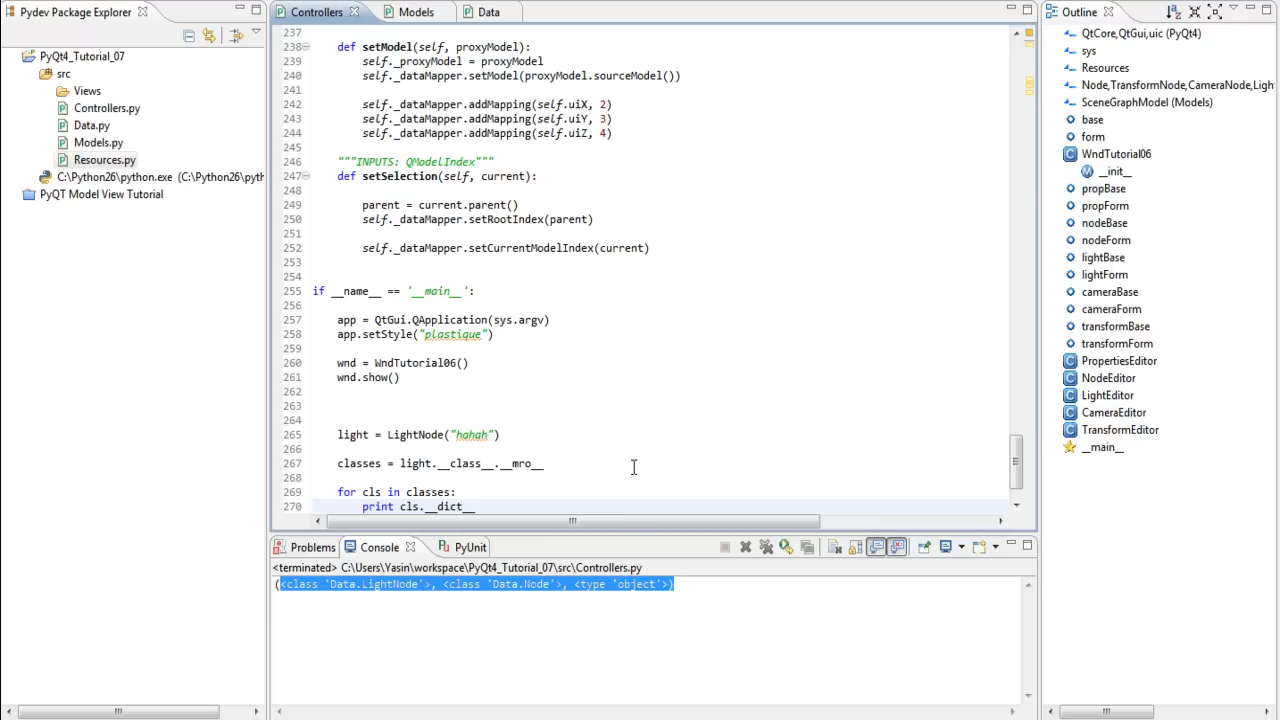 Pydev Package Explorer
PyQt4_Tutorial_07
src
Views
Controllers.py
Data.py
Models.py
Resources.py
C:\Python26\python.exe (C:\Python26\pyth
PyQT Model View Tutorial
Controllers
Models
Data
237
238 def setModel(self, proxyModel):
239 self._proxyModel = proxyModel
240 self._dataMapper.setModel(proxyModel.sourceModel())
241
242 self._dataMapper.addMapping(self.uiX, 2)
243 self._dataMapper.addMapping(self.uiY, 3)
244 self._dataMapper.addMapping(self.uiZ, 4)
245
246 """INPUTS: QModelIndex"""
247 def setSelection(self, current):
248
249 parent = current.parent()
250 self._dataMapper.setRootIndex(parent)
251
252 self._dataMapper.setCurrentModelIndex(current)
253
254
255 if __name__ == '__main__':
256
257 app = QtGui.QApplication(sys.argv)
258 app.setStyle("plastique")
259
260 wnd = WndTutorial06()
261 wnd.show()
262
263
264
265 light = LightNode("hahah")
266
267 classes = light.__class__.__mro__
268
269 for cls in classes:
270 print cls.__dict__
Problems
Console
PyUnit
<terminated> C:\Users\Yasin\workspace\PyQt4_Tutorial_07\src\Controllers.py
(<class 'Data.LightNode'>, <class 'Data.Node'>, <type 'object'>)
Outline
QtCore,QtGui,uic (PyQt4)
sys
Resources
Node,TransformNode,CameraNode,Ligh
SceneGraphModel (Models)
base
form
WndTutorial06
__init__
propBase
propForm
nodeBase
nodeForm
lightBase
lightForm
cameraBase
cameraForm
transformBase
transformForm
PropertiesEditor
NodeEditor
LightEditor
CameraEditor
TransformEditor
__main__